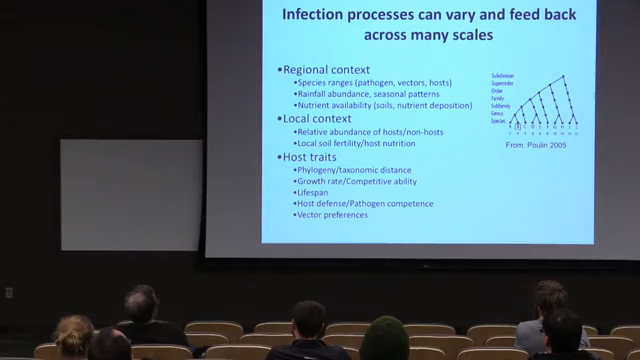 Infection processes can vary and feed back
across many scales
•Regional context
•Species ranges (pathogen, vectors, hosts)
•Rainfall abundance, seasonal patterns
•Nutrient availability (soils, nutrient deposition)
•Local context
•Relative abundance of hosts/non-hosts
•Local soil fertility/host nutrition
•Host traits
•Phylogeny/taxonomic distance
•Growth rate/Competitive ability
•Lifespan
•Host defense/Pathogen competence
•Vector preferences
Subdivision
Superorder
Order
Family
Subfamily
Genus
Species
From: Poulin 2005